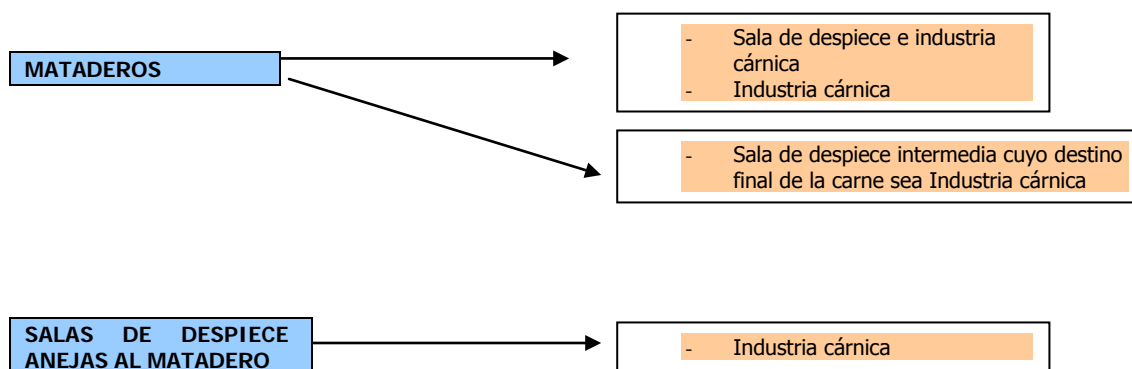 MATADEROS
- Sala de despiece e industria
cárnica
- Industria cárnica
- Sala de despiece intermedia cuyo destino
final de la carne sea Industria cárnica
SALAS DE DESPIECE
ANEJAS AL MATADERO
- Industria cárnica